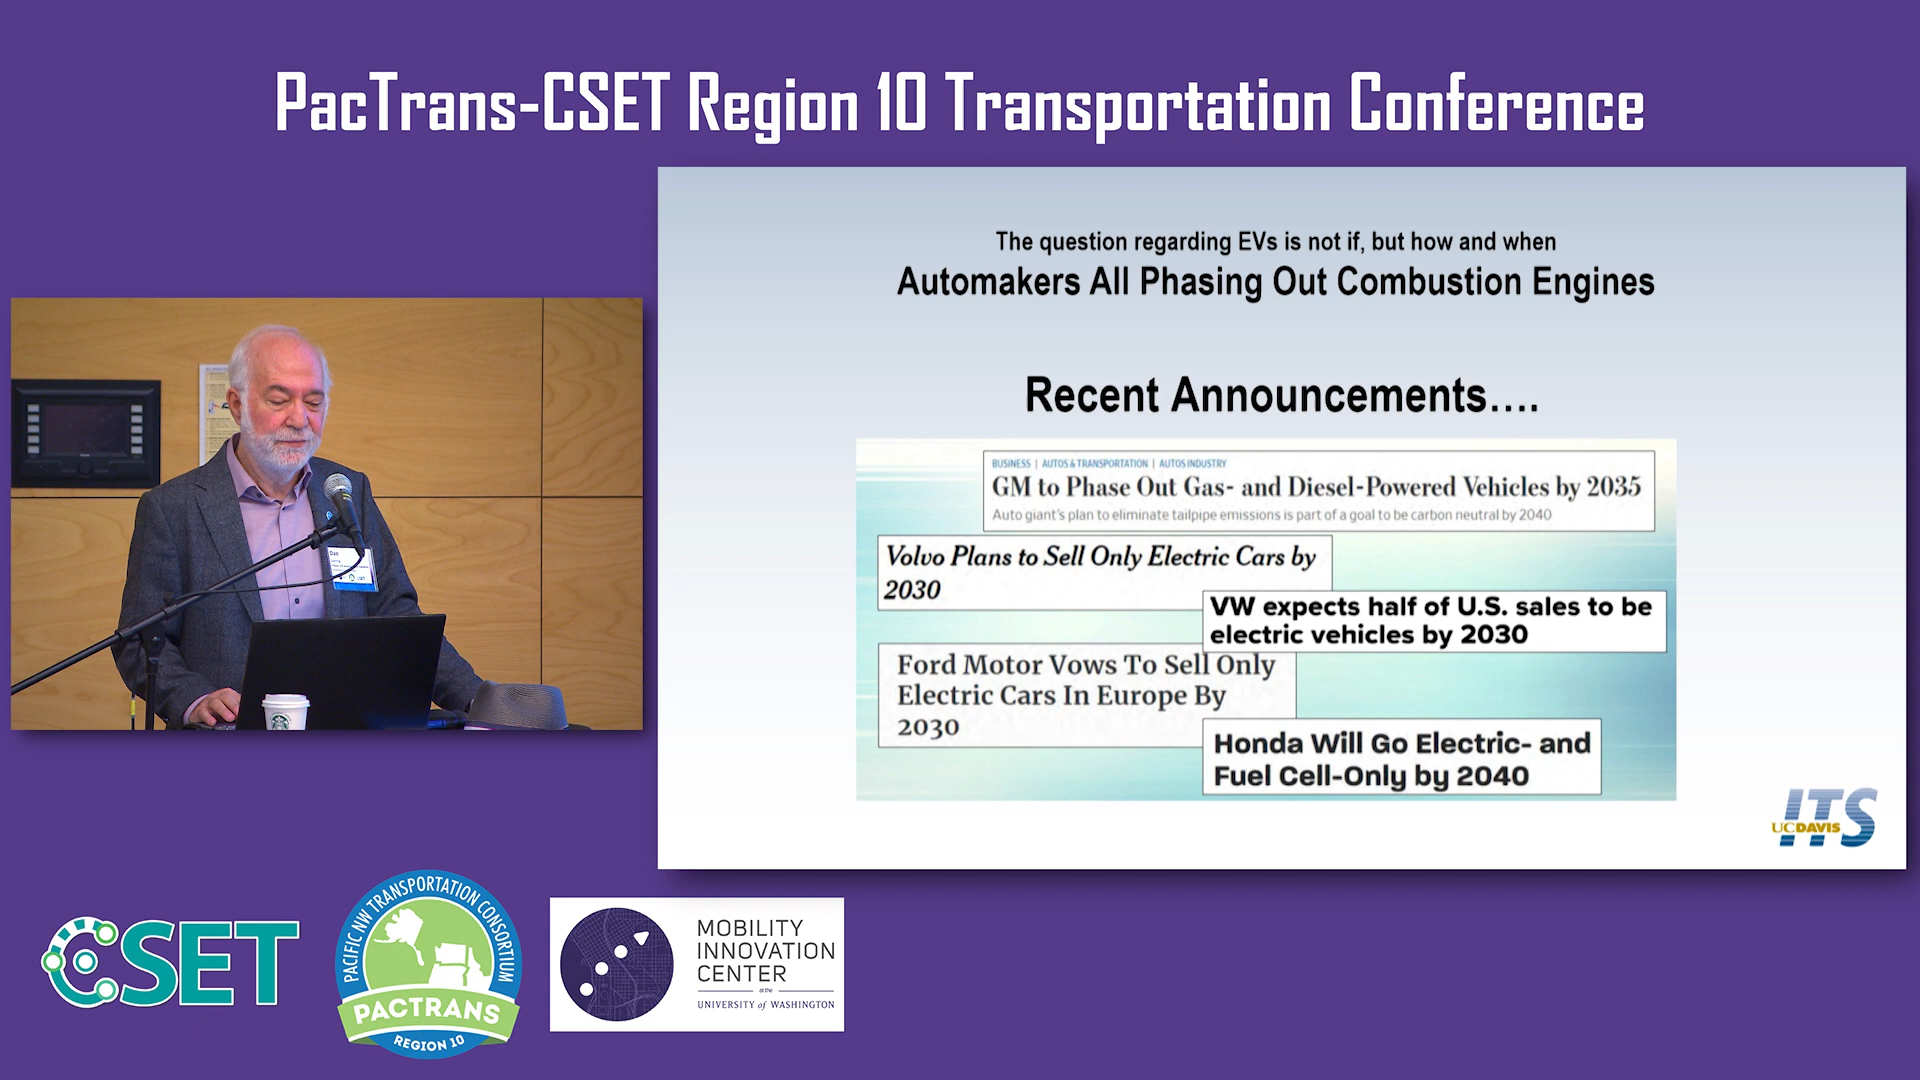 PacTrans-CSET Region 10 Transportation Conference
The question regarding EVs is not if, but how and when
Automakers All Phasing Out Combustion Engines
Recent Announcements....
BUSINESS | AUTOS & TRANSPORTATION | AUTOS INDUSTRY
GM to Phase Out Gas- and Diesel-Powered Vehicles by 2035
Auto giant's plan to eliminate tailpipe emissions is part of a goal to be carbon neutral by 2040
Volvo Plans to Sell Only Electric Cars by
2030
VW expects half of U.S. sales to be
electric vehicles by 2030
Ford Motor Vows To Sell Only
Electric Cars In Europe By
2030
Honda Will Go Electric- and
Fuel Cell-Only by 2040
ITS
UCDAVIS
Dan
CSET
PACIFIC NW TRANSPORTATION CONSORTIUM
PACTRANS
REGION 10
MOBILITY
INNOVATION
CENTER
at the
UNIVERSITY of WASHINGTON